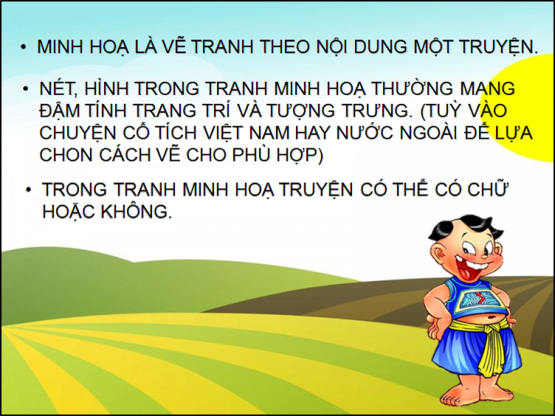 • MINH HOẠ LÀ VẼ TRANH THEO NỘI DUNG MỘT TRUYỆN.
• NÉT, HÌNH TRONG TRANH MINH HOẠ THƯỜNG MANG
ĐẬM TÍNH TRANG TRÍ VÀ TƯỢNG TRƯNG. (TUỲ VÀO
CHUYỆN CỔ TÍCH VIỆT NAM HAY NƯỚC NGOÀI ĐỂ LỰA
CHON CÁCH VẼ CHO PHÙ HỢP)
• TRONG TRANH MINH HOẠ TRUYỆN CÓ THỂ CÓ CHỮ
HOẶC KHÔNG.